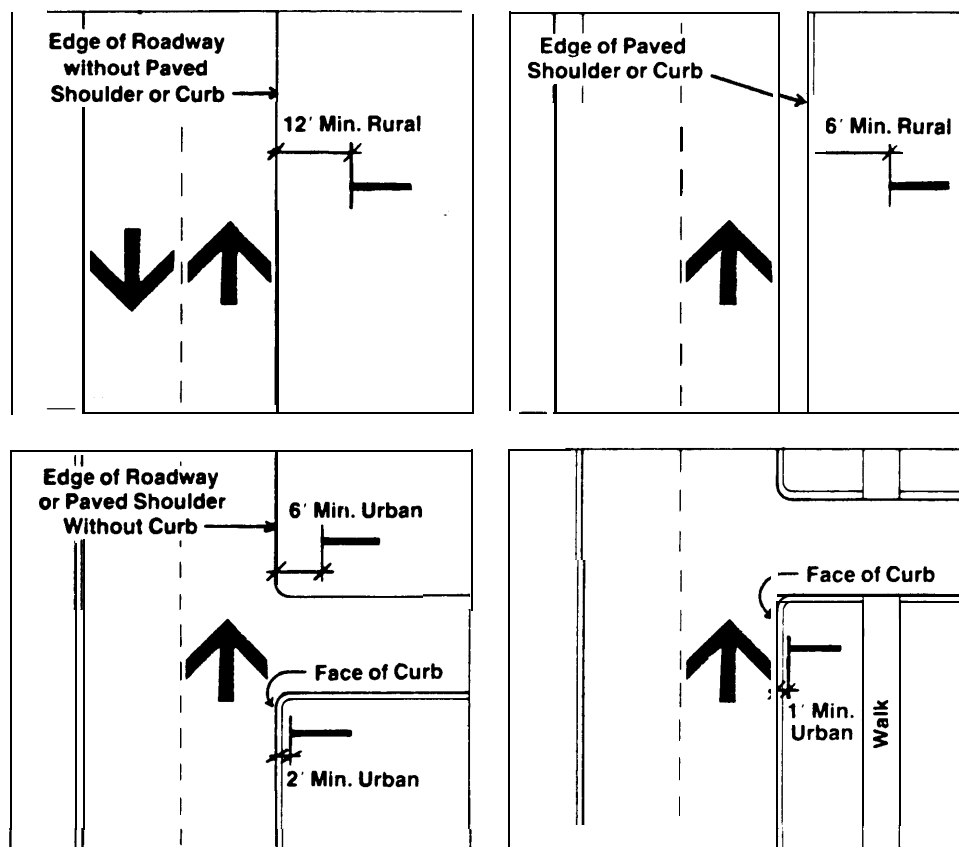 Edge of Roadway
without Paved
Shoulder or Curb
12' Min. Rural
Edge of Paved
Shoulder or Curb
6' Min. Rural
Edge of Roadway
or Paved Shoulder
Without Curb
6' Min. Urban
Face of Curb
2' Min. Urban
Face of Curb
1' Min.
Urban
Walk